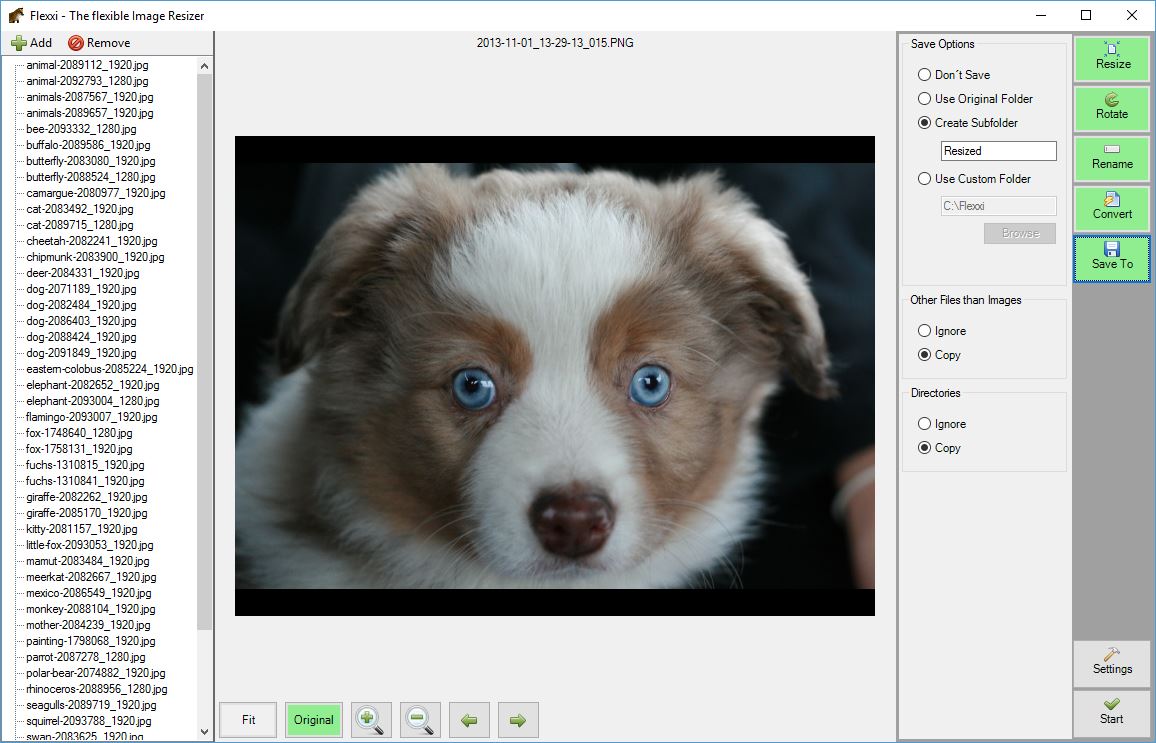 Flexxi - The flexible Image Resizer
Add
Remove
animal-2089112_1920.jpg
animal-2092793_1280.jpg
animals-2087567_1920.jpg
animals-2089657_1920.jpg
bee-2093332_1280.jpg
buffalo-2089586_1920.jpg
butterfly-2083080_1920.jpg
butterfly-2088524_1280.jpg
camargue-2080977_1920.jpg
cat-2083492_1920.jpg
cat-2089715_1280.jpg
cheetah-2082241_1920.jpg
chipmunk-2083900_1920.jpg
deer-2084331_1920.jpg
dog-2071189_1920.jpg
dog-2082484_1920.jpg
dog-2086403_1920.jpg
dog-2088424_1920.jpg
dog-2091849_1920.jpg
eastern-colobus-2085224_1920.jpg
elephant-2082652_1920.jpg
elephant-2093004_1280.jpg
flamingo-2093007_1920.jpg
fox-1748640_1280.jpg
fox-1758131_1920.jpg
fuchs-1310815_1920.jpg
fuchs-1310841_1920.jpg
giraffe-2082262_1920.jpg
giraffe-2085170_1920.jpg
kitty-2081157_1920.jpg
little-fox-2093053_1920.jpg
mamut-2083484_1920.jpg
meerkat-2082667_1920.jpg
mexico-2086549_1920.jpg
monkey-2088104_1920.jpg
mother-2084239_1920.jpg
painting-1798068_1920.jpg
parrot-2087278_1280.jpg
polar-bear-2074882_1920.jpg
rhinoceros-2088956_1280.jpg
seagulls-2089719_1920.jpg
squirrel-2093788_1920.jpg
swan-2083625_1920.jpg
2013-11-01_13-29-13_015.PNG
Fit
Original
Save Options
Don´t Save
Use Original Folder
Create Subfolder
Resized
Use Custom Folder
C:\Flexxi
Browse
Other Files than Images
Ignore
Copy
Directories
Ignore
Copy
Resize
Rotate
Rename
Convert
Save To
Settings
Start